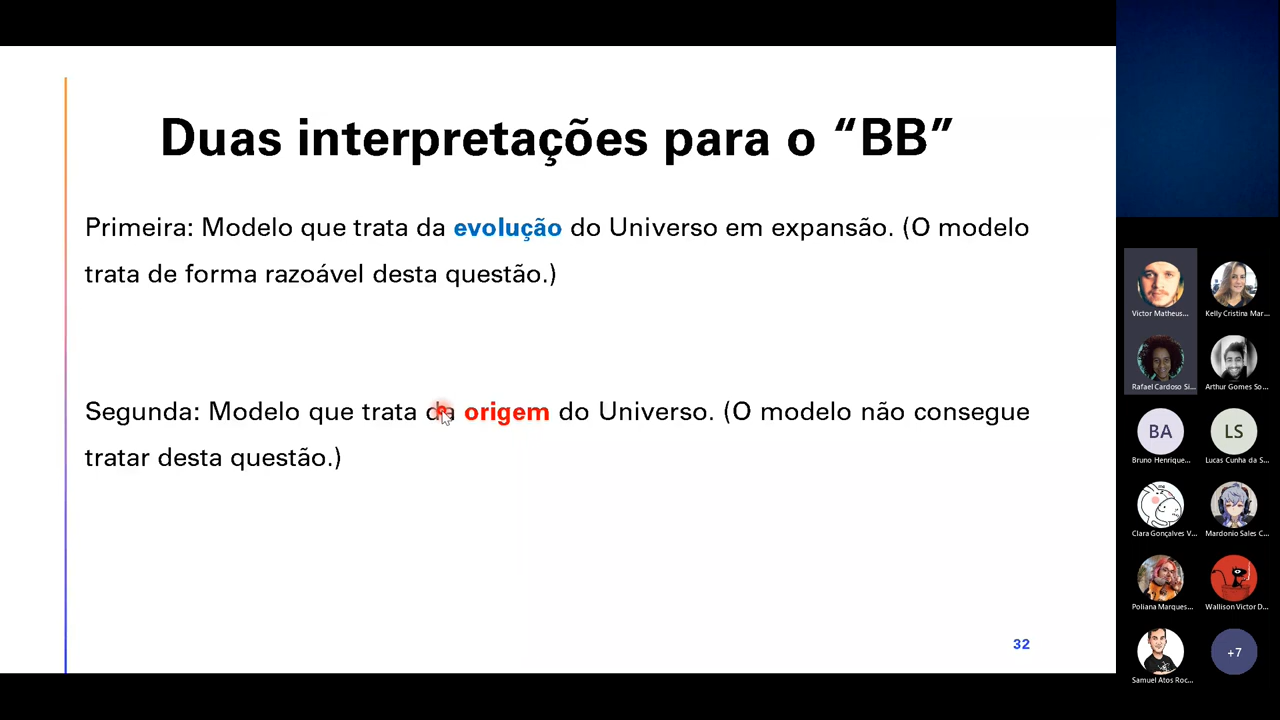 Duas interpretações para o “BB”
Primeira: Modelo que trata da evolução do Universo em expansão. (O modelo
trata de forma razoável desta questão.)
Segunda: Modelo que trata da origem do Universo. (O modelo não consegue
tratar desta questão.)
32
Victor Matheus...
Kelly Cristina Mar...
Rafael Cardoso Si...
Arthur Gomes So...
BA
LS
Bruno Henrique...
Lucas Cunha da S...
Clara Gonçalves V...
Mardonio Sales C...
Poliana Marques...
Wallison Victor D...
+7
Samuel Atos Roc...